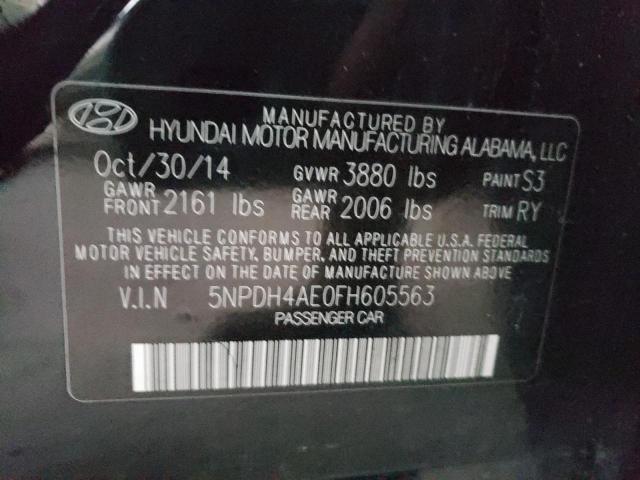 MANUFACTURED BY
HYUNDAI MOTOR MANUFACTURING ALABAMA, LLC
Oct/30/14 GVWR 3880 lbs PAINT S3
GAWR FRONT 2161 lbs GAWR REAR 2006 lbs TRIM RY
THIS VEHICLE CONFORMS TO ALL APPLICABLE U.S.A. FEDERAL
MOTOR VEHICLE SAFETY, BUMPER, AND THEFT PREVENTION STANDARDS
IN EFFECT ON THE DATE OF MANUFACTURE SHOWN ABOVE.
V.I.N 5NPDH4AE0FH605563
PASSENGER CAR